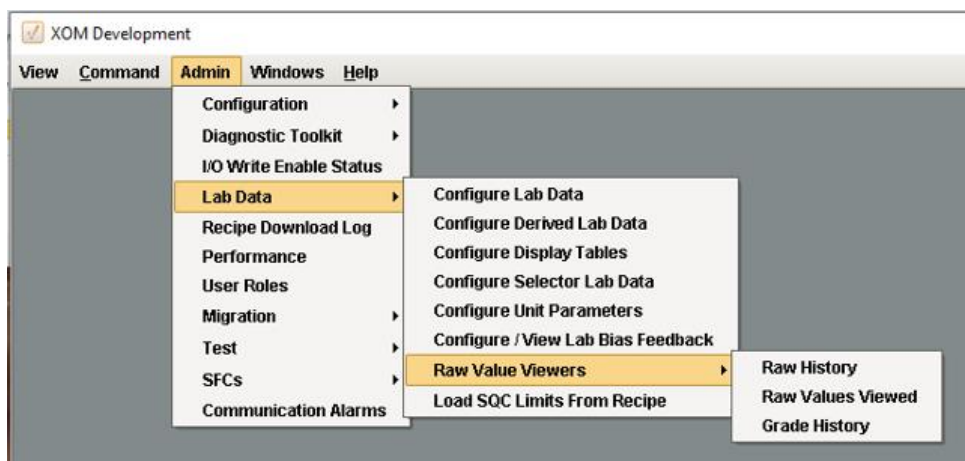 XOM Development
View Command Admin Windows Help
Configuration
Diagnostic Toolkit
I/O Write Enable Status
Lab Data
Recipe Download Log
Performance
User Roles
Migration
Test
SFCs
Communication Alarms
Configure Lab Data
Configure Derived Lab Data
Configure Display Tables
Configure Selector Lab Data
Configure Unit Parameters
Configure / View Lab Bias Feedback
Raw Value Viewers
Load SQC Limits From Recipe
Raw History
Raw Values Viewed
Grade History